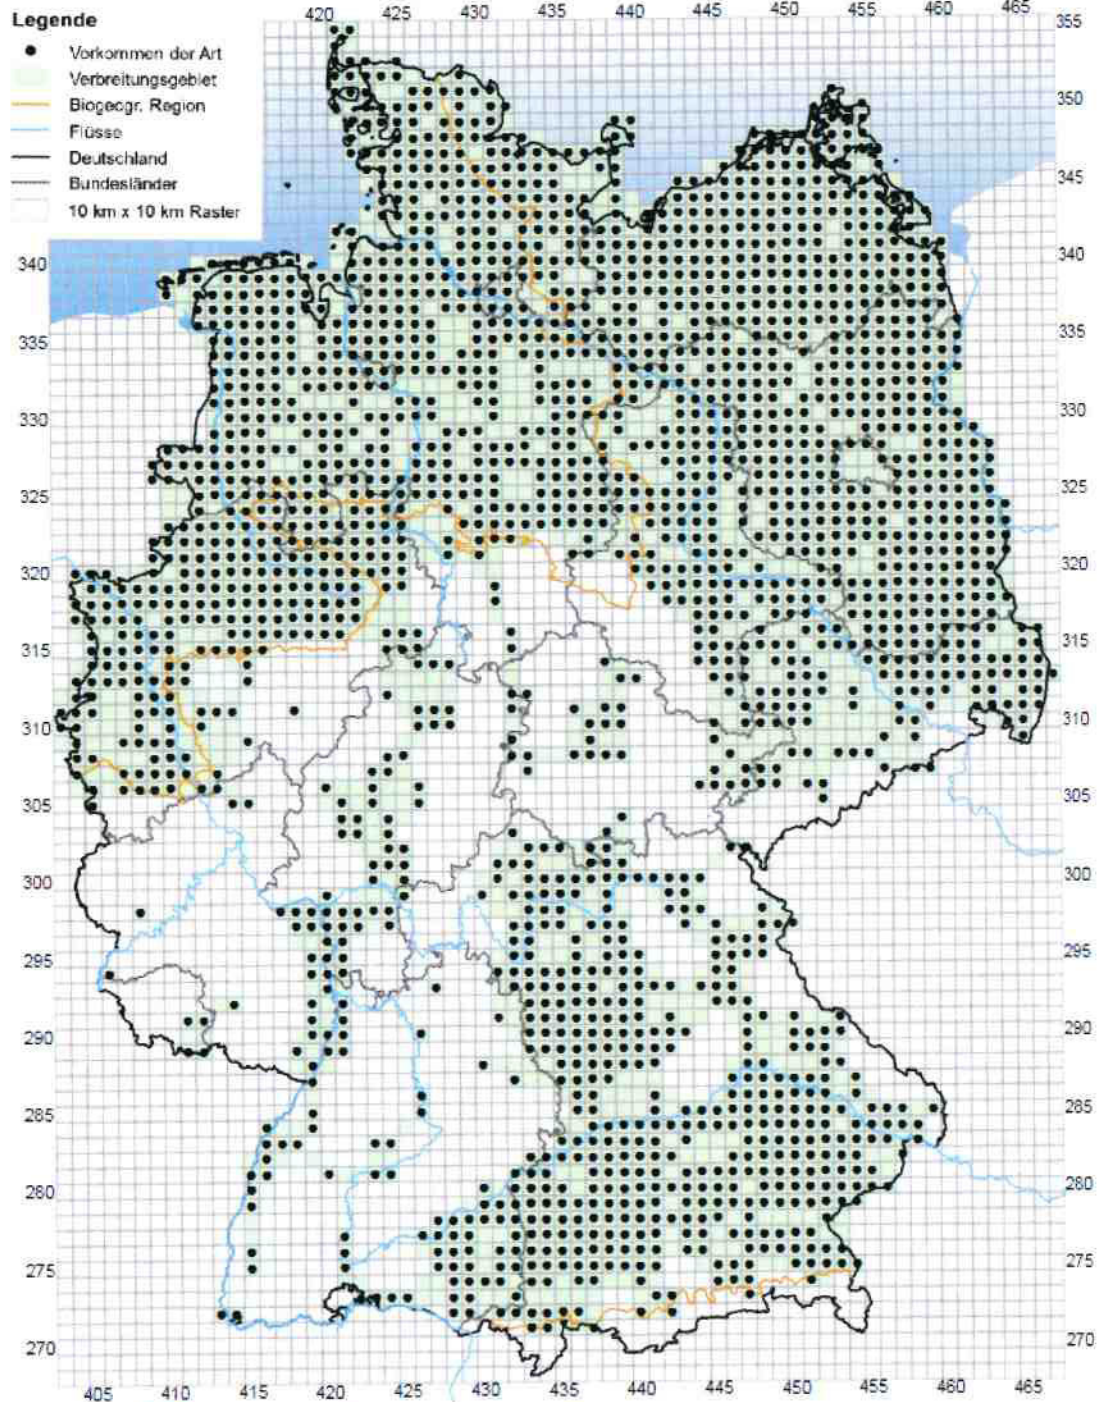 Legende
Vorkommen der Art
Verbreitungsgebiet
Biogeogr. Region
Flüsse
Deutschland
Bundesländer
10 km x 10 km Raster
420 425 430 435 440 445 450 455 460 465
355
350
345
340 340
335 335
330 330
325 325
320 320
315 315
310 310
305 305
300 300
295 295
290 290
285 285
280 280
275 275
270 270
405 410 415 420 425 430 435 440 445 450 455 460 465